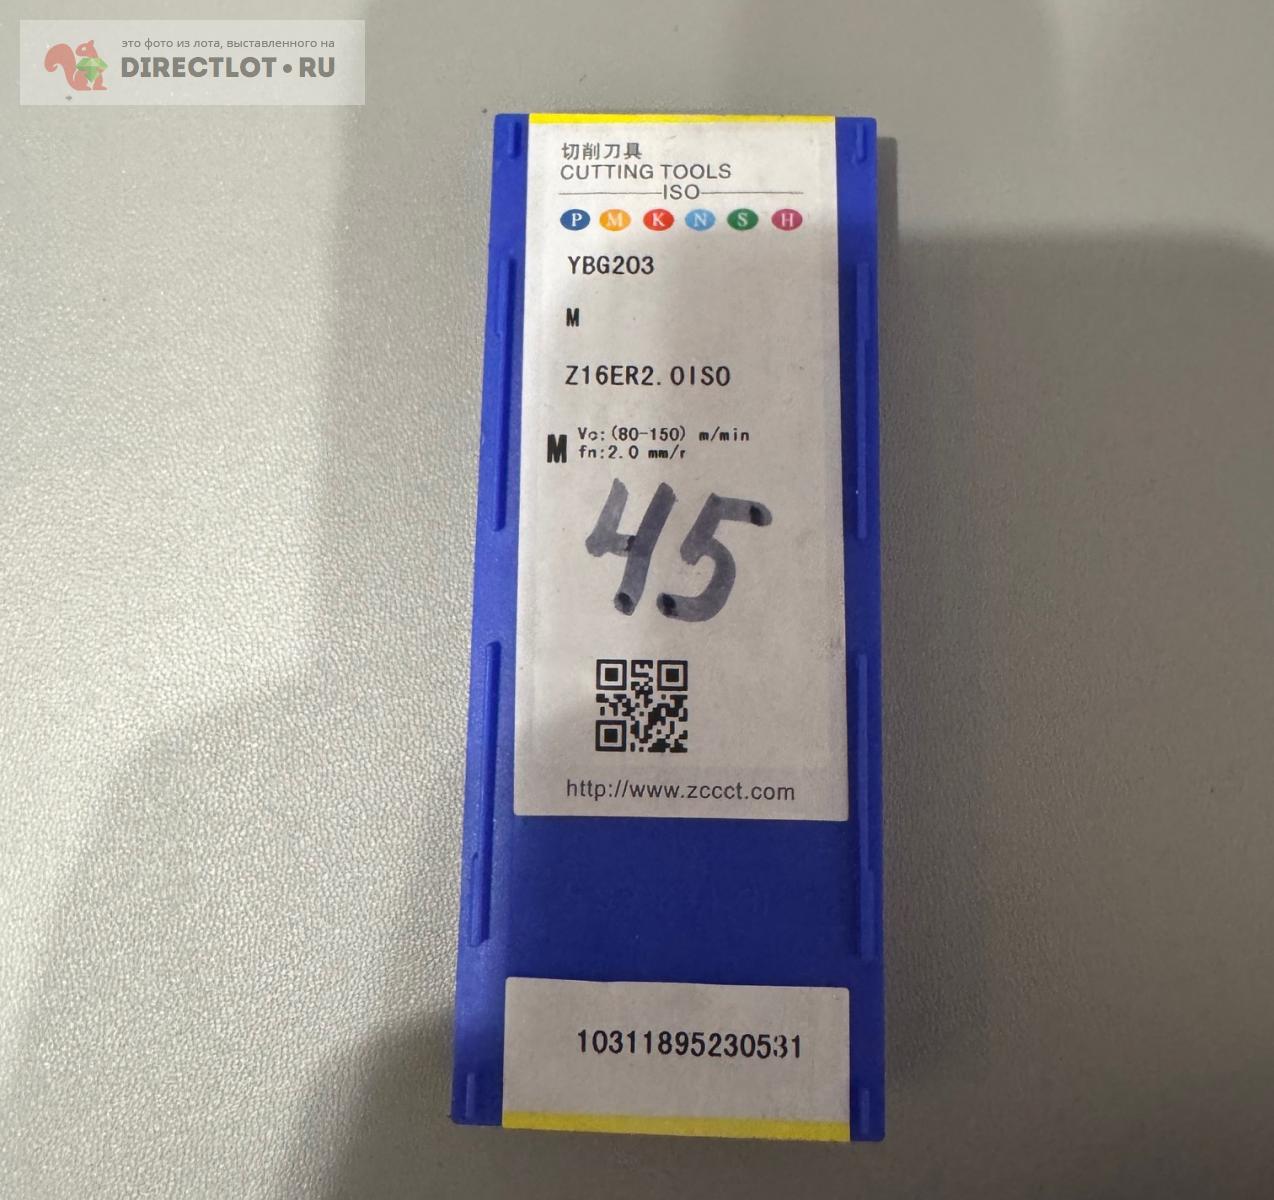 это фото из лота, выставленного на
DIRECTLOT•RU
切削刀具
CUTTING TOOLS
ISO
P M K N S H
YBG203
M
Z16ER2.0ISO
M Vc:(80-150) m/min
fn:2.0 mm/r
45
http://www.zccct.com
10311895230531